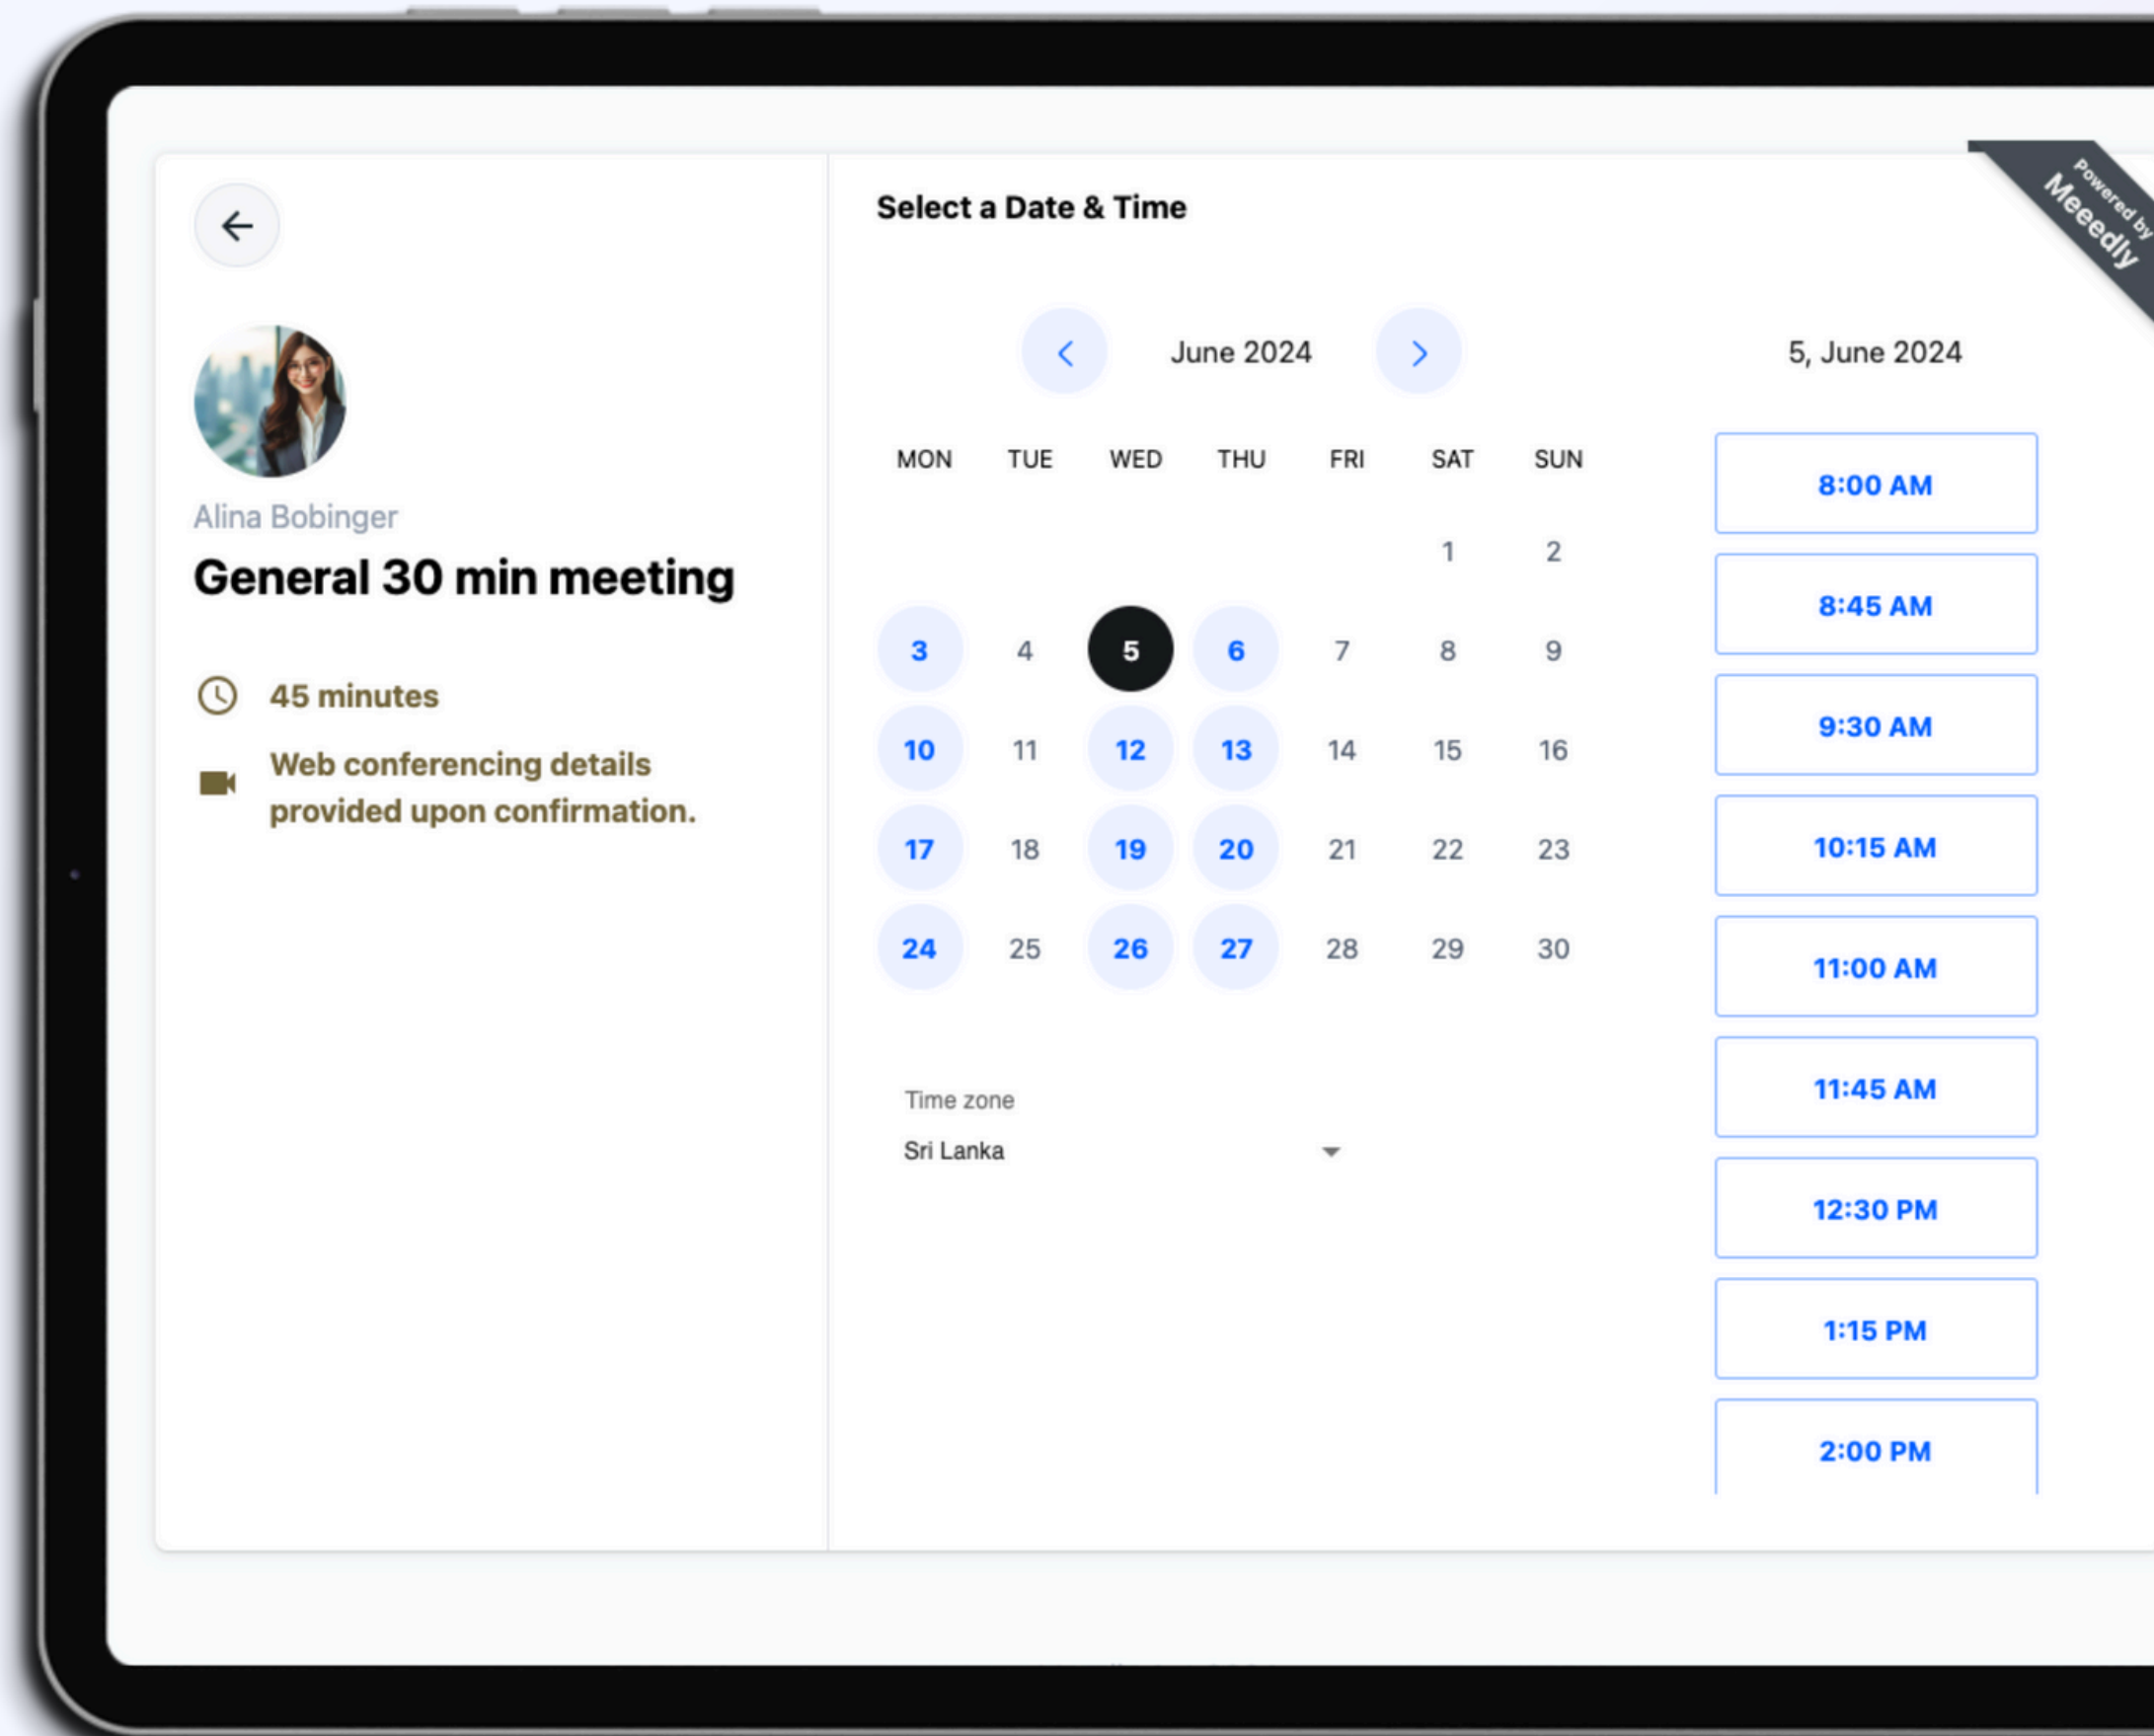 Powered by
Meeedly
Alina Bobinger
General 30 min meeting
45 minutes
Web conferencing details
provided upon confirmation.
Select a Date & Time
June 2024
MON TUE WED THU FRI SAT SUN
1 2
3 4 5 6 7 8 9
10 11 12 13 14 15 16
17 18 19 20 21 22 23
24 25 26 27 28 29 30
Time zone
Sri Lanka
5, June 2024
8:00 AM
8:45 AM
9:30 AM
10:15 AM
11:00 AM
11:45 AM
12:30 PM
1:15 PM
2:00 PM